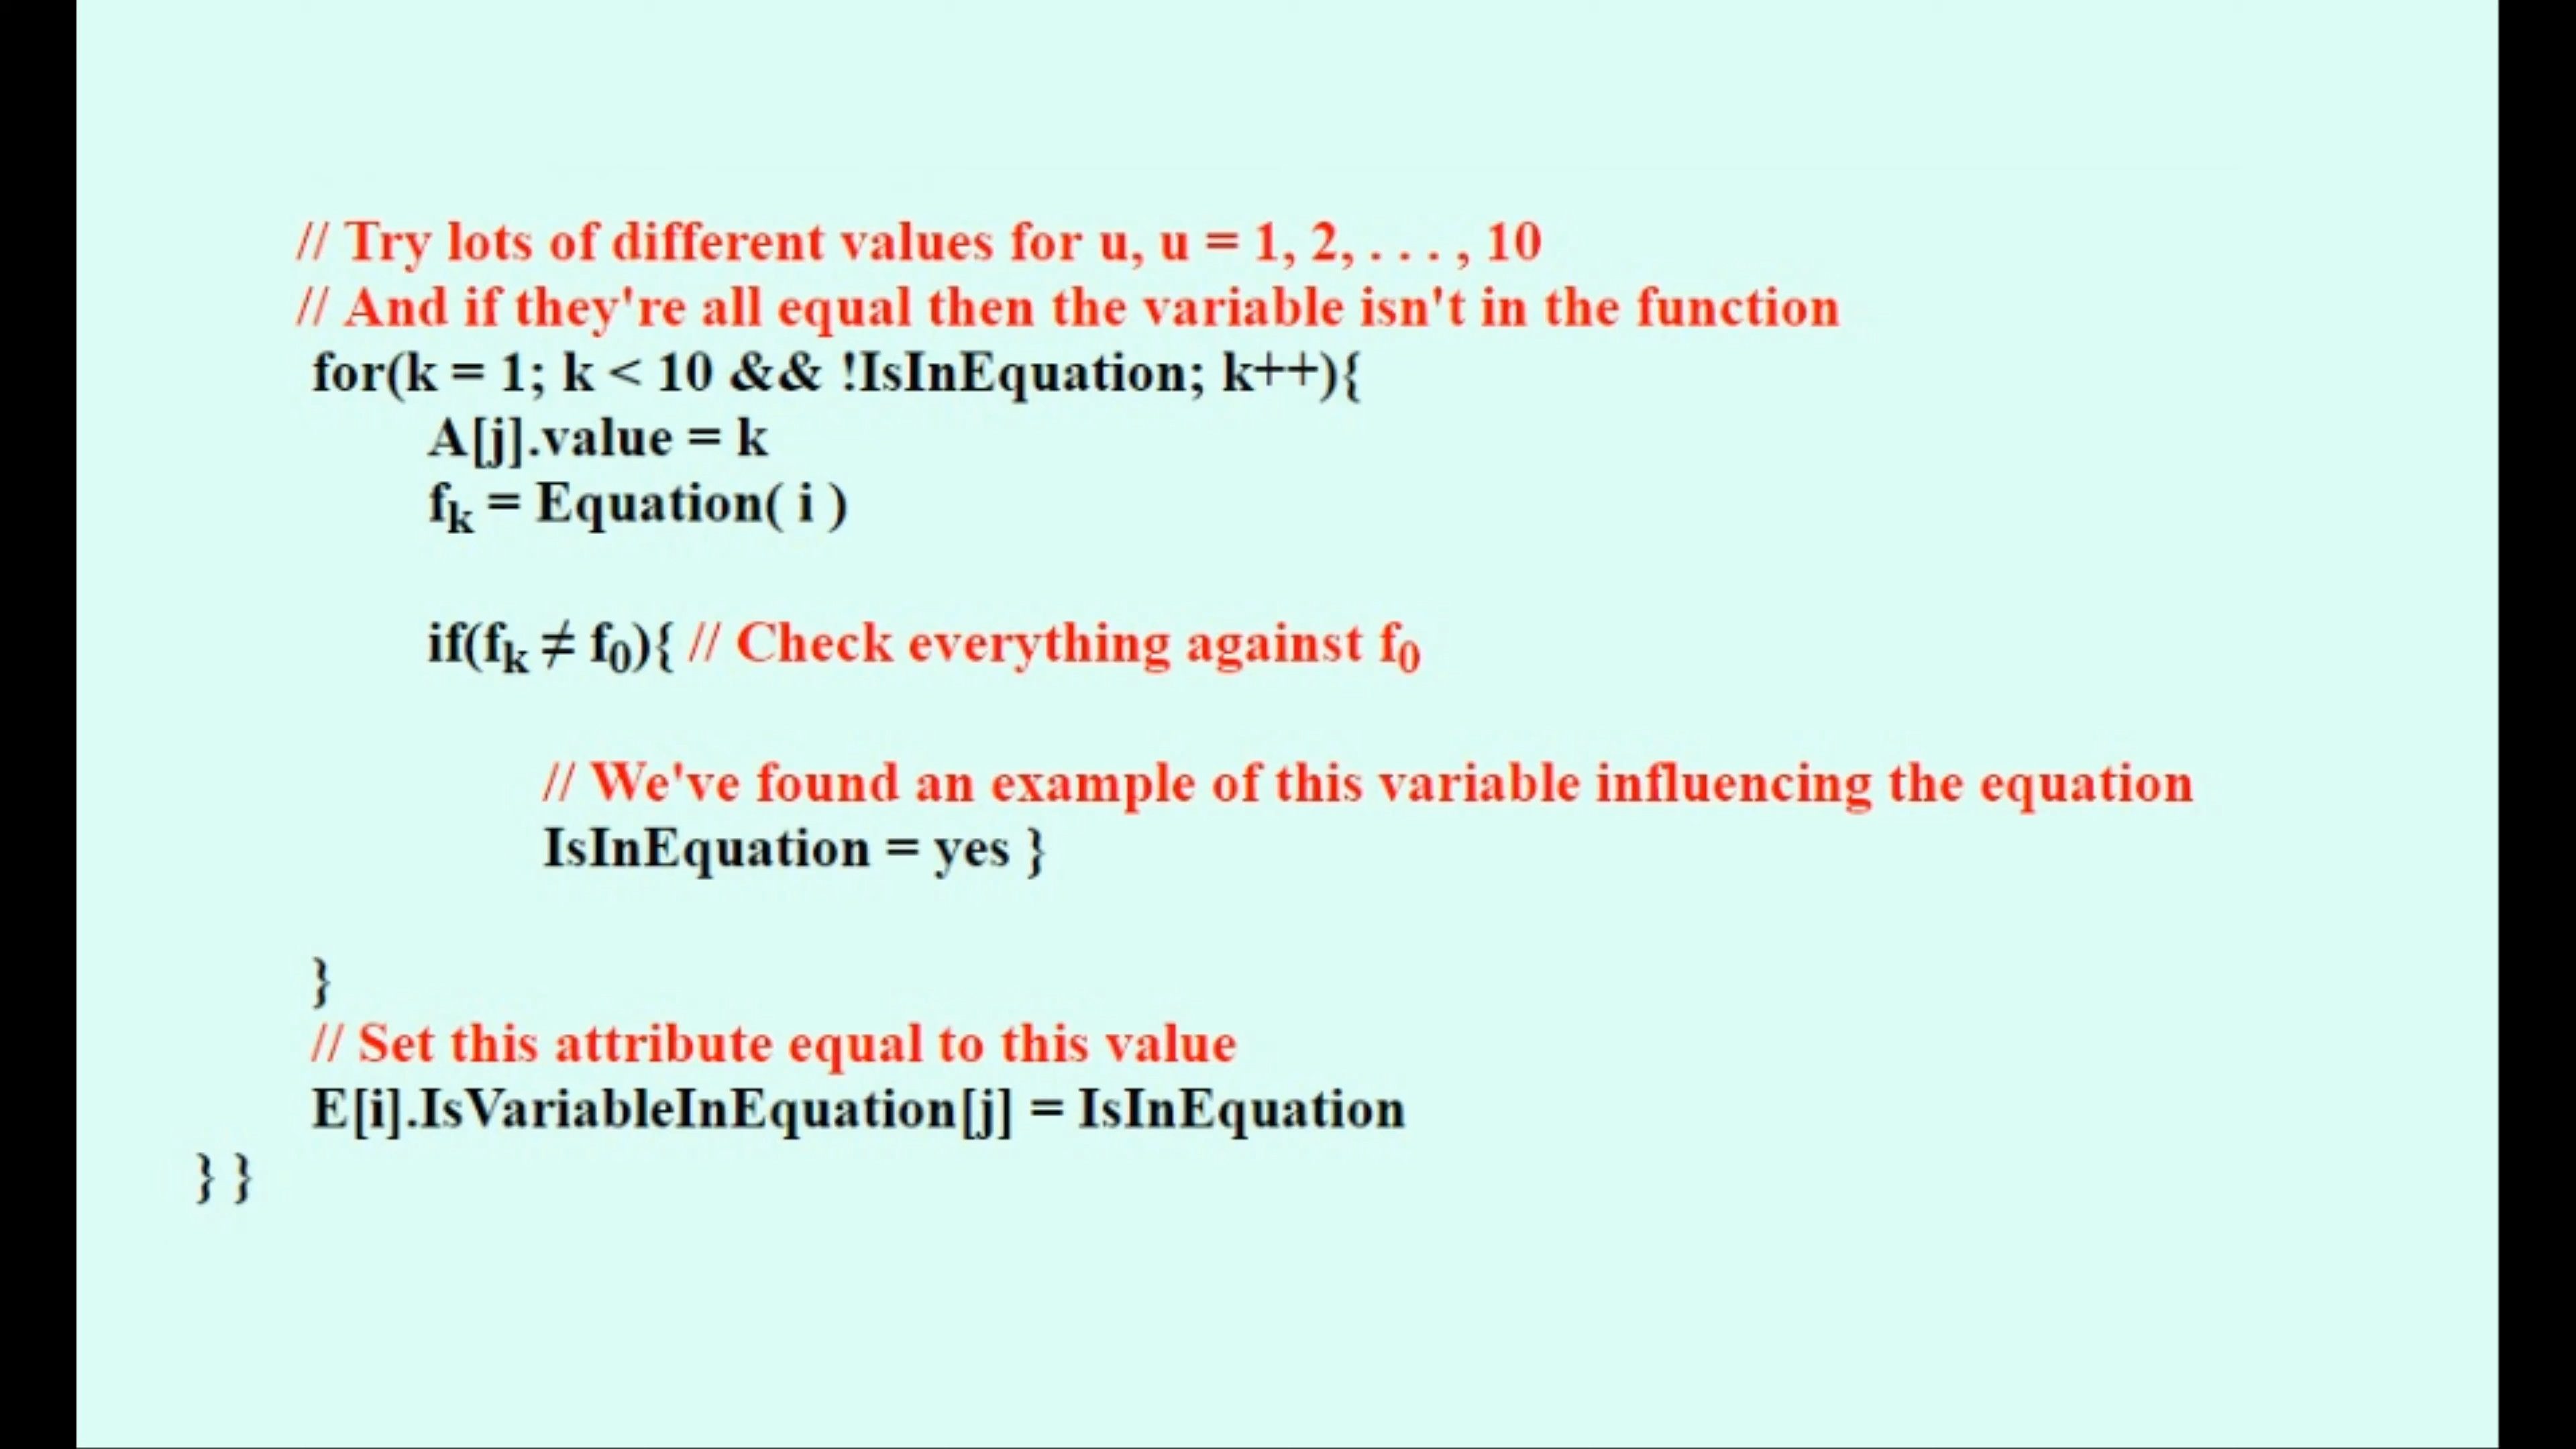 // Try lots of different values for u, u = 1, 2, . . . , 10
// And if they're all equal then the variable isn't in the function
for(k = 1; k < 10 && !IsInEquation; k++){
A[j].value = k
fₖ = Equation( i )
if(fₖ ≠ f₀){ // Check everything against f₀
// We've found an example of this variable influencing the equation
IsInEquation = yes }
}
// Set this attribute equal to this value
E[i].IsVariableInEquation[j] = IsInEquation
} }